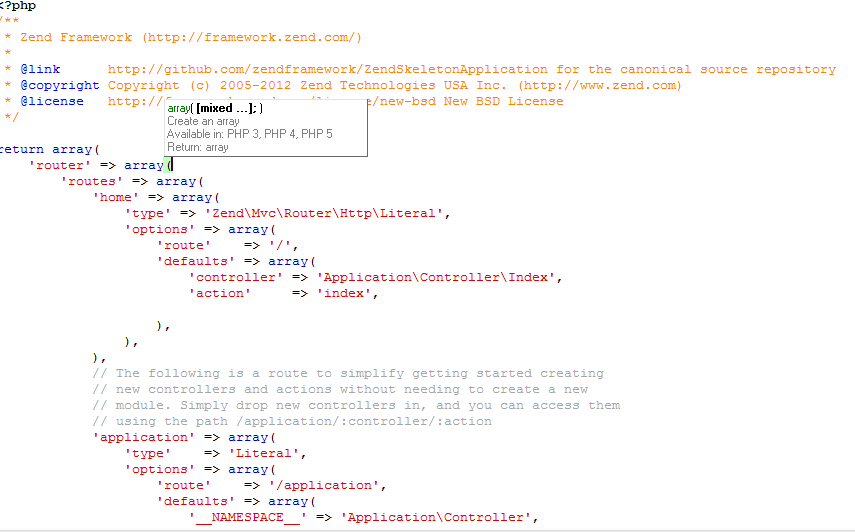 <?php
/**
 * Zend Framework (http://framework.zend.com/)
 *
 * @link      http://github.com/zendframework/ZendSkeletonApplication for the canonical source repository
 * @copyright Copyright (c) 2005-2012 Zend Technologies USA Inc. (http://www.zend.com)
 * @license   http:// /new-bsd New BSD License
 */
array( [mixed ...]; )
Create an array
Available in: PHP 3, PHP 4, PHP 5
Return: array
return array(
    'router' => array(
        'routes' => array(
            'home' => array(
                'type' => 'Zend\Mvc\Router\Http\Literal',
                'options' => array(
                    'route'    => '/',
                    'defaults' => array(
                        'controller' => 'Application\Controller\Index',
                        'action'     => 'index',
                    ),
                ),
            ),
            // The following is a route to simplify getting started creating
            // new controllers and actions without needing to create a new
            // module. Simply drop new controllers in, and you can access them
            // using the path /application/:controller/:action
            'application' => array(
                'type'    => 'Literal',
                'options' => array(
                    'route'    => '/application',
                    'defaults' => array(
                        '__NAMESPACE__' => 'Application\Controller',